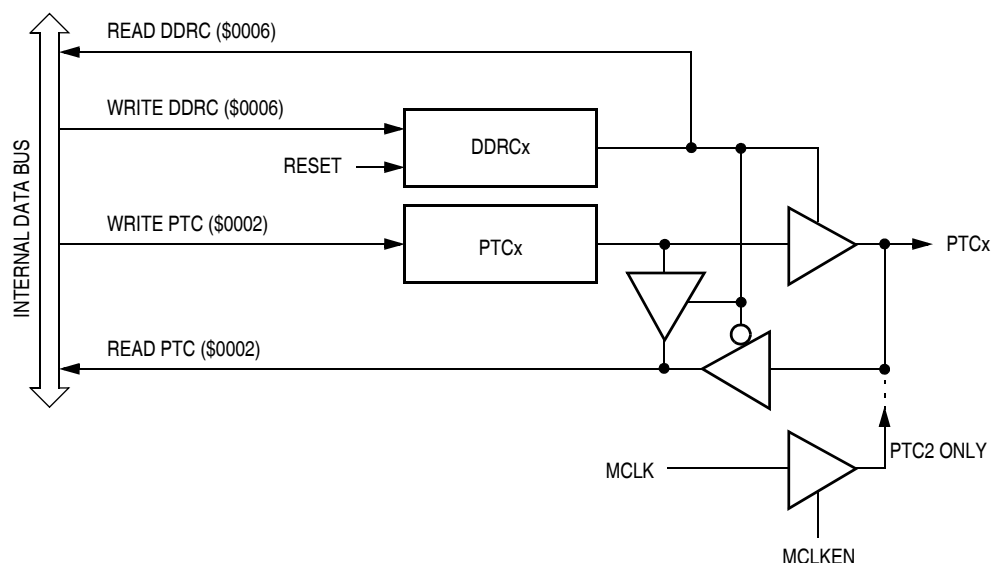 READ DDRC ($0006)
WRITE DDRC ($0006)
DDRCx
RESET
INTERNAL DATA BUS
WRITE PTC ($0002)
PTCx
PTCx
READ PTC ($0002)
PTC2 ONLY
MCLK
MCLKEN